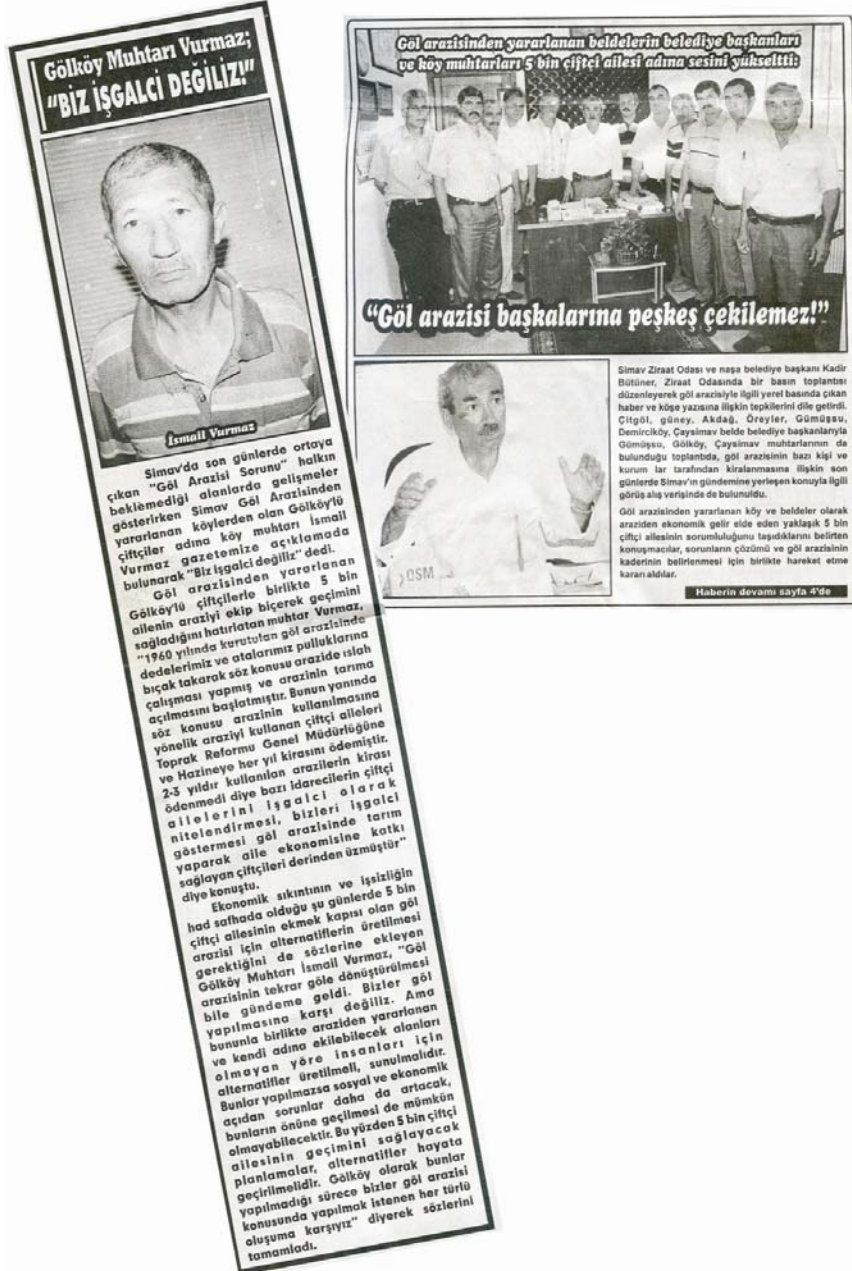 Gölköy Muhtarı Vurmaz;
"BİZ İŞGALCİ DEĞİLİZ!"
İsmail Vurmaz
Simav'da son günlerde ortaya
çıkan "Göl Arazisi Sorunu" halkın
beklemediği alanlarda gelişmeler
gösterirken Simav Göl Arazisinden
yararlanan köylerden olan Gölköy'lü
çiftçiler adına köy muhtarı İsmail
Vurmaz gazetemize açıklamada
bulunarak "Biz işgalci değiliz" dedi.
Göl arazisinden yararlanan
Gölköy'lü çiftçilerle birlikte 5 bin
ailenin araziyi ekip biçerek geçimini
sağladığını hatırlatan muhtar Vurmaz,
"1960 yılında kurutulan göl arazisinde
dedelerimiz ve atalarımız pulluklarına
bıçak takarak söz konusu arazide ıslah
çalışması yapmış ve arazinin tarıma
açılmasını başlatmıştır. Bunun yanında
söz konusu arazinin kullanılmasına
yönelik araziyi kullanan çiftçi aileleri
Toprak Reformu Genel Müdürlüğüne
ve Hazineye her yıl kirasını ödemiştir.
2-3 yıldır kullanılan arazilerin kirası
ödenmedi diye bazı idarecilerin çiftçi
ailelerini işgalci olarak
nitelendirmesi, bizleri işgalci
göstermesi göl arazisinde tarım
yaparak aile ekonomisine katkı
sağlayan çiftçileri derinden üzmüştür"
diye konuştu.
Ekonomik sıkıntının ve işsizliğin
had safhada olduğu şu günlerde 5 bin
çiftçi ailesinin ekmek kapısı olan göl
arazisi için alternatiflerin üretilmesi
gerektiğini de sözlerine ekleyen
Gölköy Muhtarı İsmail Vurmaz, "Göl
arazisinin tekrar göle dönüştürülmesi
bile gündeme geldi. Bizler göl
yapılmasına karşı değiliz. Ama
bununla birlikte araziden yararlanan
ve kendi adına ekilebilecek alanları
olmayan yöre insanları için
alternatifler üretilmeli, sunulmalıdır.
Bunlar yapılmazsa sosyal ve ekonomik
açıdan sorunlar daha da artacak,
bunların önüne geçilmesi de mümkün
olmayabilecektir. Bu yüzden 5 bin çiftçi
ailesinin geçimini sağlayacak
planlamalar, alternatifler hayata
geçirilmelidir. Gölköy olarak bunlar
yapılmadığı sürece bizler göl arazisi
konusunda yapılmak istenen her türlü
oluşuma karşıyız" diyerek sözlerini
tamamladı.
Göl arazisinden yararlanan beldelerin belediye başkanları
ve köy muhtarları 5 bin çiftçi ailesi adına sesini yükseltti:
"Göl arazisi başkalarına peşkeş çekilemez!"
OSM
Simav Ziraat Odası ve naşa belediye başkanı Kadir
Bütüner, Ziraat Odasında bir basın toplantısı
düzenleyerek göl arazisiyle ilgili yerel basında çıkan
haber ve köşe yazısına ilişkin tepkilerini dile getirdi.
Çitgöl, güney, Akdağ, Öreyler, Gümüşsu,
Demirciköy, Çaysimav belde belediye başkanlarıyla
Gümüşsu, Gölköy, Çaysimav muhtarlarının da
bulunduğu toplantıda, göl arazisinin bazı kişi ve
kurum lar tarafından kiralanmasına ilişkin son
günlerde Simav'ın gündemine yerleşen konuyla ilgili
görüş alış verişinde de bulunuldu.
Göl arazisinden yararlanan köy ve beldeler olarak
araziden ekonomik gelir elde eden yaklaşık 5 bin
çiftçi ailesinin sorumluluğunu taşıdıklarını belirten
konuşmacılar, sorunların çözümü ve göl arazisinin
kaderinin belirlenmesi için birlikte hareket etme
kararı aldılar.
Haberin devamı sayfa 4'de